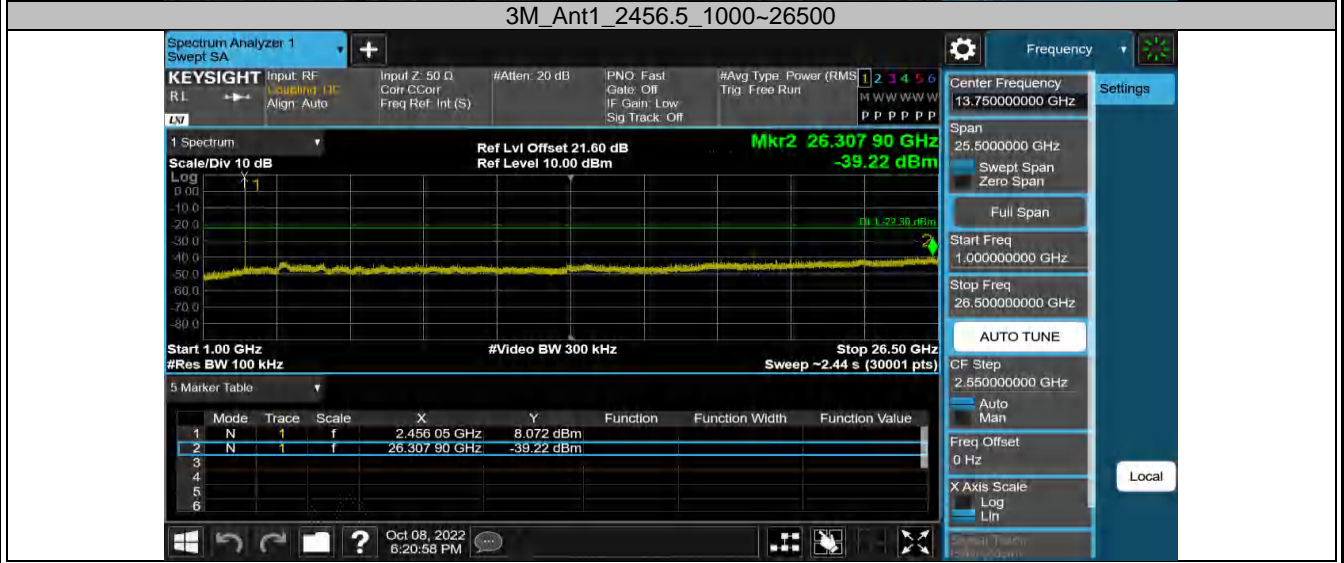 3M_Ant1_2456.5_1000~26500
Spectrum Analyzer 1
Swept SA
+
Frequency
KEYSIGHT
RL
LXI
Input: RF
Coupling: DC
Align: Auto
Input Z: 50 Ω
Corr CCorr
Freq Ref: Int (S)
#Atten: 20 dB
PNO: Fast
Gate: Off
IF Gain: Low
Sig Track: Off
#Avg Type: Power (RMS
Trig: Free Run
1 2 3 4 5 6
M W W W W W
P P P P P P
1 Spectrum
Scale/Div 10 dB
Ref Lvl Offset 21.60 dB
Ref Level 10.00 dBm
Mkr2 26.307 90 GHz
-39.22 dBm
Log
0.00
-10.0
-20.0
-30.0
-40.0
-50.0
-60.0
-70.0
-80.0
1
DL1 -22.30 dBm
2
Start 1.00 GHz
#Res BW 100 kHz
#Video BW 300 kHz
Stop 26.50 GHz
Sweep ~2.44 s (30001 pts)
5 Marker Table
Mode Trace Scale X Y Function Function Width Function Value
1 N 1 f 2.456 05 GHz 8.072 dBm
2 N 1 f 26.307 90 GHz -39.22 dBm
3
4
5
6
Center Frequency
13.750000000 GHz
Settings
Span
25.5000000 GHz
Swept Span
Zero Span
Full Span
Start Freq
1.000000000 GHz
Stop Freq
26.500000000 GHz
AUTO TUNE
CF Step
2.550000000 GHz
Auto
Man
Freq Offset
0 Hz
X Axis Scale
Log
Lin
Local
?
Oct 08, 2022
6:20:58 PM